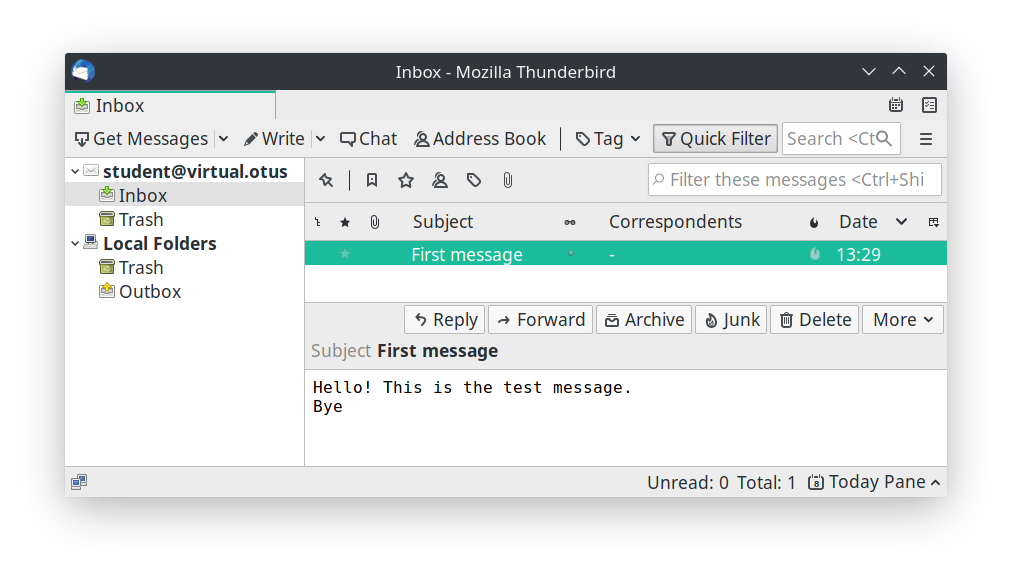 Inbox - Mozilla Thunderbird
Inbox
Get Messages Write Chat Address Book Tag Quick Filter Search <Ct
student@virtual.otus
Inbox
Trash
Local Folders
Trash
Outbox
Filter these messages <Ctrl+Shi
Subject Correspondents Date
First message - 13:29
Reply Forward Archive Junk Delete More
Subject First message
Hello! This is the test message.
Bye
Unread: 0 Total: 1 8 Today Pane